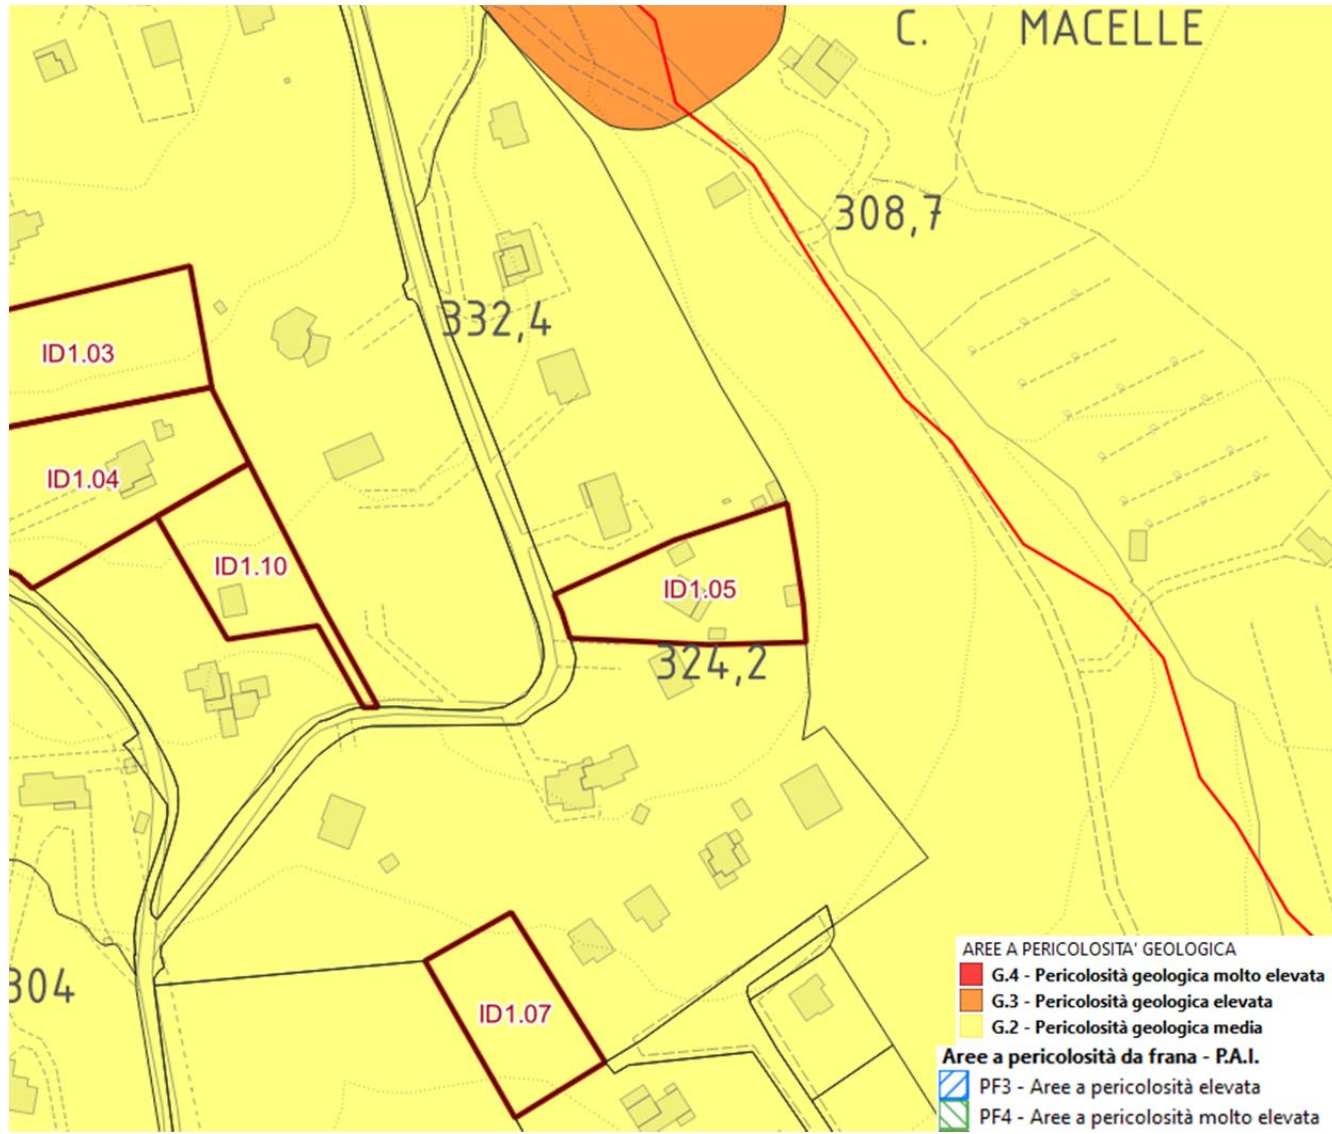 C. MACELLE
308,7
332,4
ID1.03
ID1.04
ID1.10
ID1.05
324,2
304
ID1.07
AREE A PERICOLOSITA' GEOLOGICA
G.4 - Pericolosità geologica molto elevata
G.3 - Pericolosità geologica elevata
G.2 - Pericolosità geologica media
Aree a pericolosità da frana - P.A.I.
PF3 - Aree a pericolosità elevata
PF4 - Aree a pericolosità molto elevata